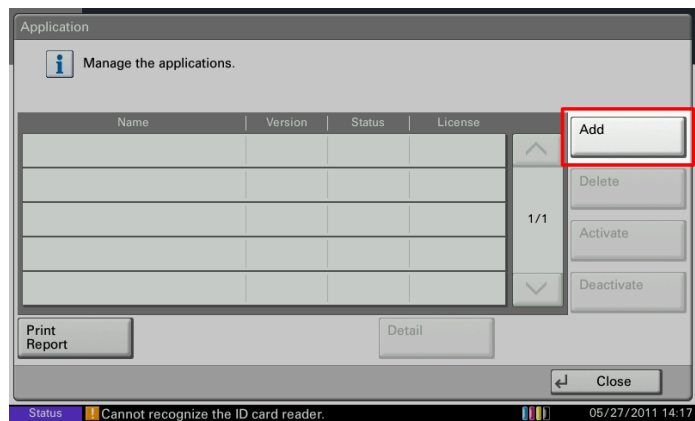 Application
Manage the applications.
Name Version Status License
Add
Delete
1/1
Activate
Deactivate
Print
Report
Detail
Close
Status Cannot recognize the ID card reader. 05/27/2011 14:17